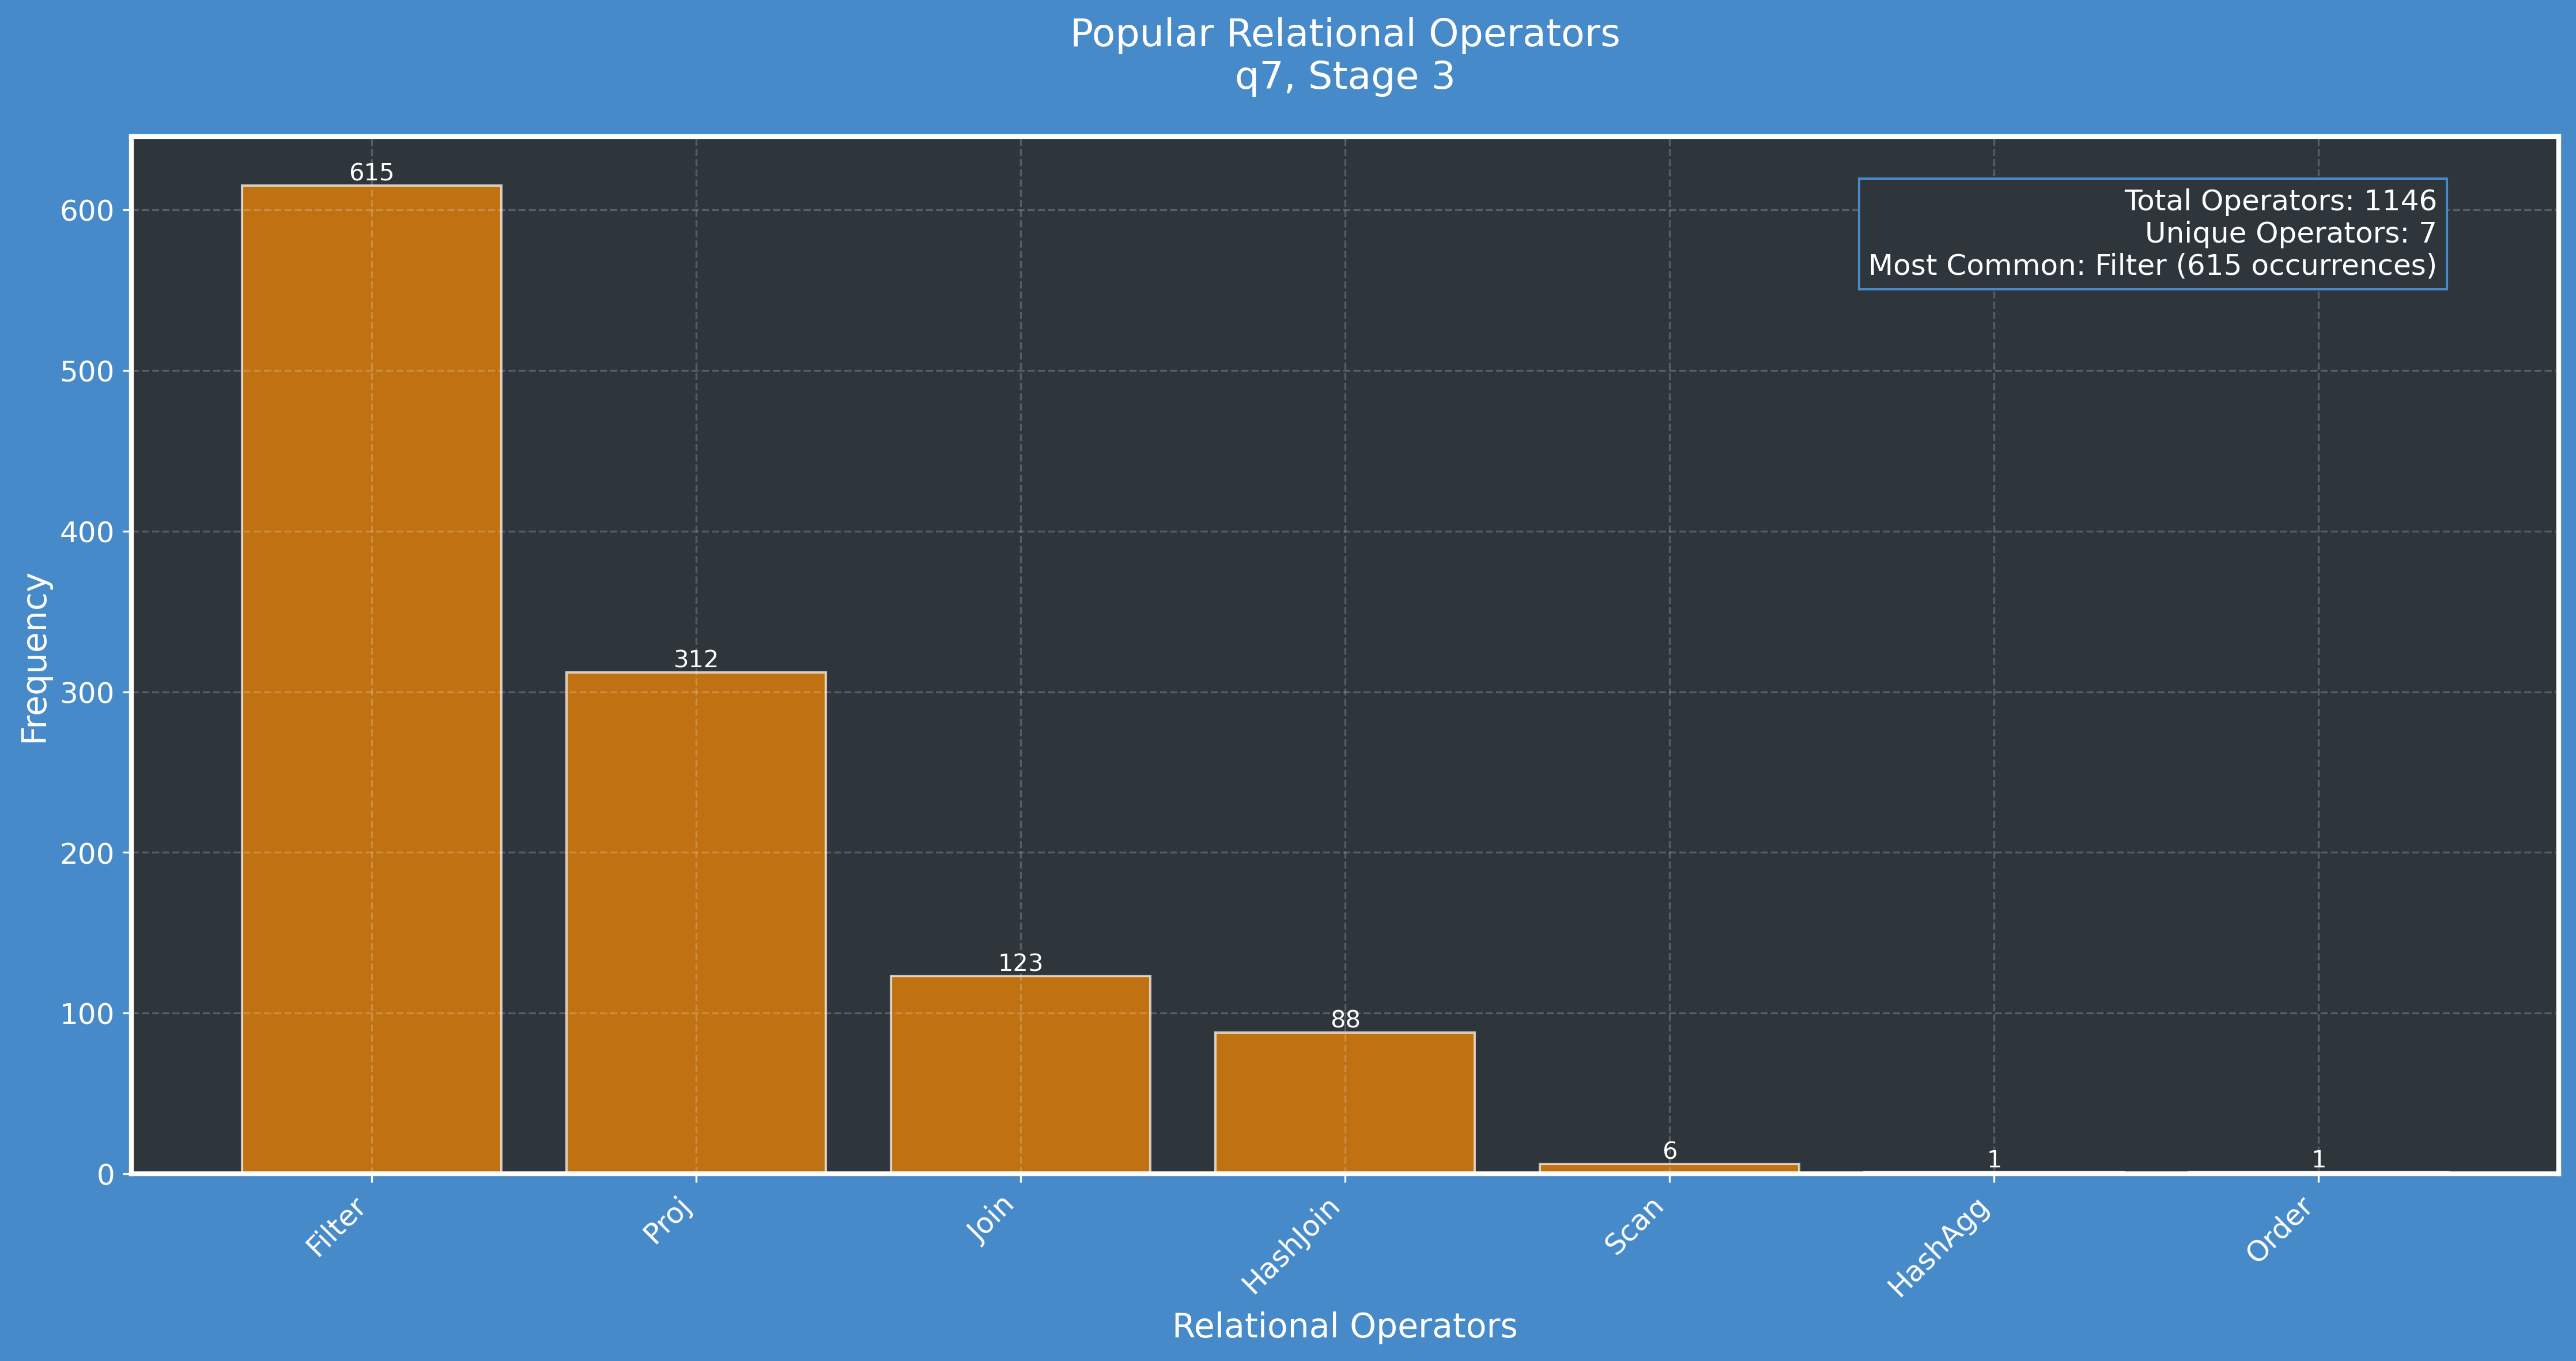 Popular Relational Operators
q7, Stage 3
Total Operators: 1146
Unique Operators: 7
Most Common: Filter (615 occurrences)
Frequency
600
500
400
300
200
100
0
615
312
123
88
6
1
1
Filter
Proj
Join
HashJoin
Scan
HashAgg
Order
Relational Operators